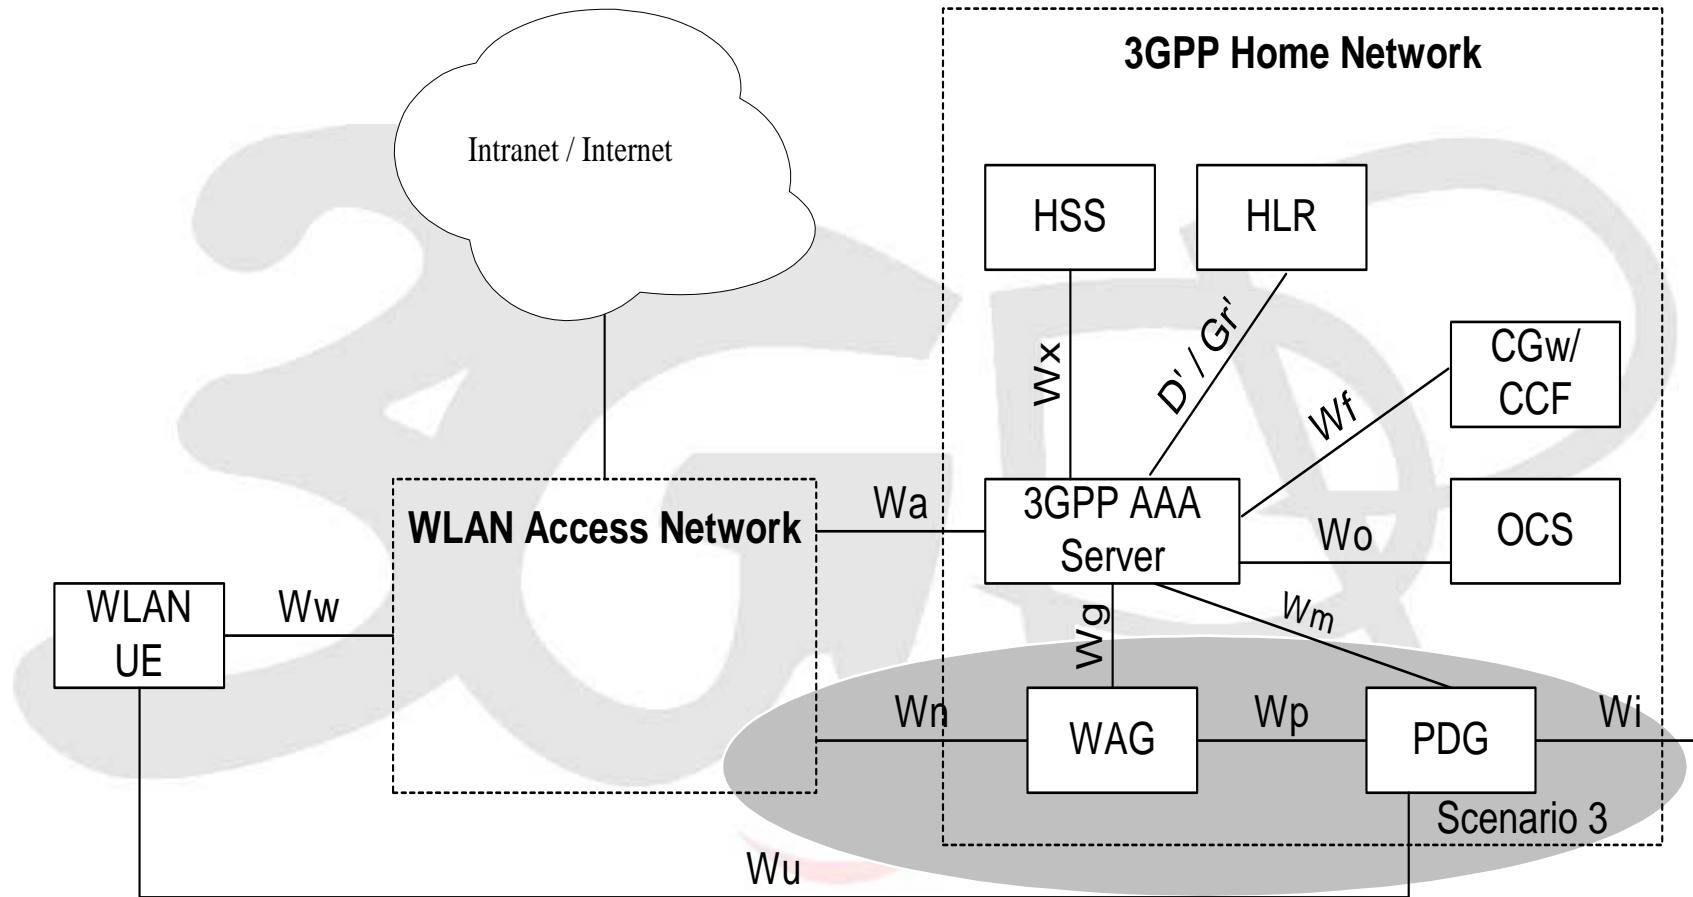 3GPP Home Network
Intranet / Internet
HSS
HLR
Wx
D' / Gr'
CGw/
CCF
Wf
WLAN Access Network
Wa
3GPP AAA
Server
Wo
OCS
WLAN
UE
Ww
Wg
Wm
Wn
WAG
Wp
PDG
Wi
Scenario 3
Wu